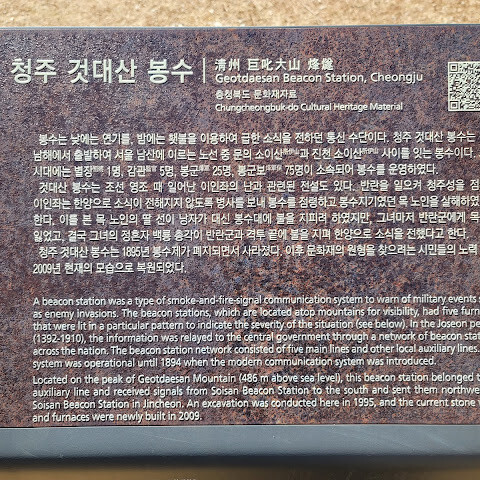 청주 것대산 봉수
淸州 巨叱大山 烽燧
Geotdaesan Beacon Station, Cheongju
충청북도 문화재자료
Chungcheongbuk-do Cultural Heritage Material
봉수는 낮에는 연기를, 밤에는 횃불을 이용하여 급한 소식을 전하던 통신 수단이다. 청주 것대산 봉수는
남해에서 출발하여 서울 남산에 이르는 노선 중 문의 소이산 과 진천 소이산 사이를 잇는 봉수이다.
시대에는 별장 1명, 감관 5명, 봉군 25명, 봉군보 75명이 소속되어 봉수를 운영하였다.
것대산 봉수는 조선 영조 때 일어난 이인좌의 난과 관련된 전설도 있다. 반란을 일으켜 청주성을 점
이인좌는 한양으로 소식이 전해지지 않도록 병사를 보내 봉수를 점령하고 봉수지기였던 목 노인을 살해하였
한다. 이를 본 목 노인의 딸 선이 낭자가 대신 봉수대에 불을 지피려 하였지만, 그녀마저 반란군에게 목
잃었고, 결국 그녀의 정혼자 백룡 총각이 반란군과 격투 끝에 불을 지펴 한양으로 소식을 전했다고 한다.
청주 것대산 봉수는 1895년 봉수제가 폐지되면서 사라졌다. 이후 문화재의 원형을 찾으려는 시민들의 노력
2009년 현재의 모습으로 복원되었다.
A beacon station was a type of smoke-and-fire-signal communication system to warn of military events s
as enemy invasions. The beacon stations, which are located atop mountains for visibility, had five furn
that were lit in a particular pattern to indicate the severity of the situation (see below). In the Joseon pe
(1392-1910), the information was relayed to the central government through a network of beacon stat
across the nation. The beacon station network consisted of five main lines and other local auxiliary lines.
system was operational until 1894 when the modern communication system was introduced.
Located on the peak of Geotdaesan Mountain (486 m above sea level), this beacon station belonged t
auxiliary line and received signals from Soisan Beacon Station to the south and sent them northwe
Soisan Beacon Station in Jincheon. An excavation was conducted here in 1995, and the current stone
and furnaces were newly built in 2009.